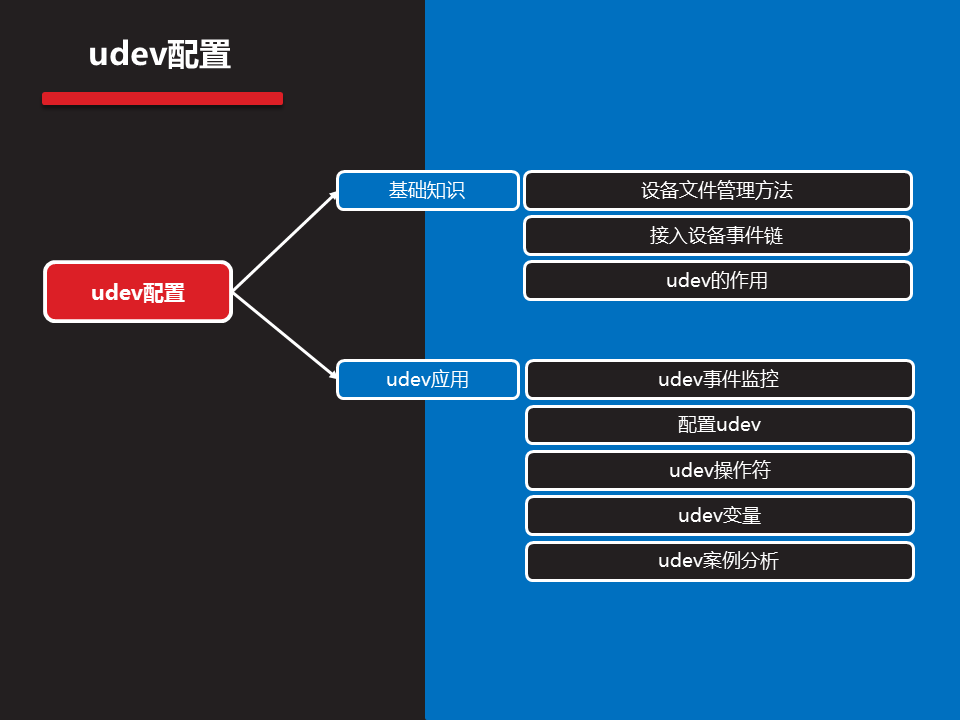 udev配置
udev配置
基础知识
设备文件管理方法
接入设备事件链
udev的作用
udev应用
udev事件监控
配置udev
udev操作符
udev变量
udev案例分析